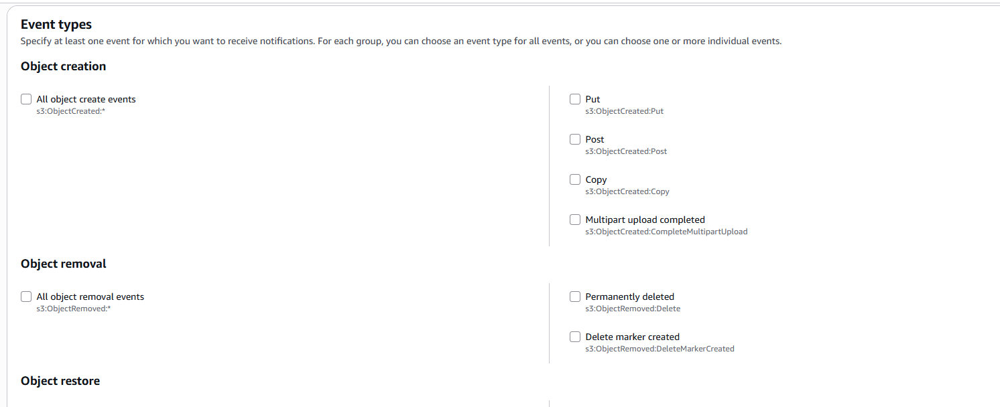 Event types
Specify at least one event for which you want to receive notifications. For each group, you can choose an event type for all events, or you can choose one or more individual events.
Object creation
All object create events
s3:ObjectCreated:*
Put
s3:ObjectCreated:Put
Post
s3:ObjectCreated:Post
Copy
s3:ObjectCreated:Copy
Multipart upload completed
s3:ObjectCreated:CompleteMultipartUpload
Object removal
All object removal events
s3:ObjectRemoved:*
Permanently deleted
s3:ObjectRemoved:Delete
Delete marker created
s3:ObjectRemoved:DeleteMarkerCreated
Object restore